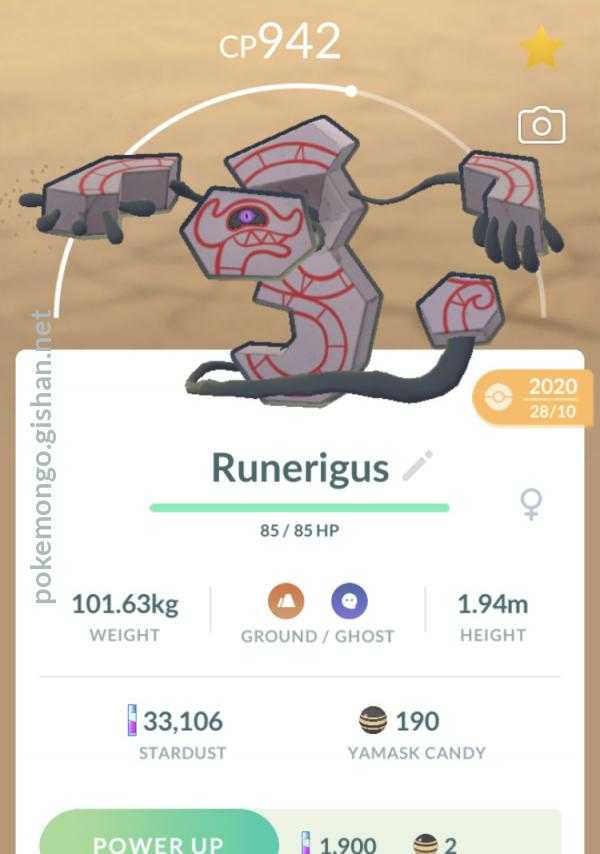 CP942
2020
28/10
Runerigus
85 / 85 HP
101.63kg
WEIGHT
GROUND / GHOST
1.94m
HEIGHT
33,106
STARDUST
190
YAMASK CANDY
POWER UP
1,900
2
pokemongo.gishan.net